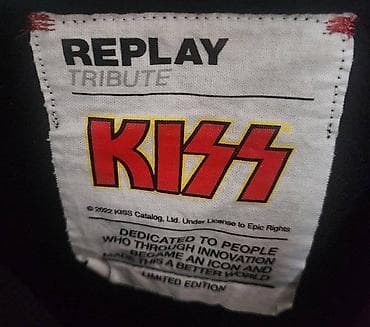 REPLAY
TRIBUTE
KISS
© 2022 KISS Catalog, Ltd. Under License to Epic Rights
DEDICATED TO PEOPLE
WHO THROUGH INNOVATION
BECAME AN ICON AND
MADE THIS A BETTER WORLD.
LIMITED EDITION